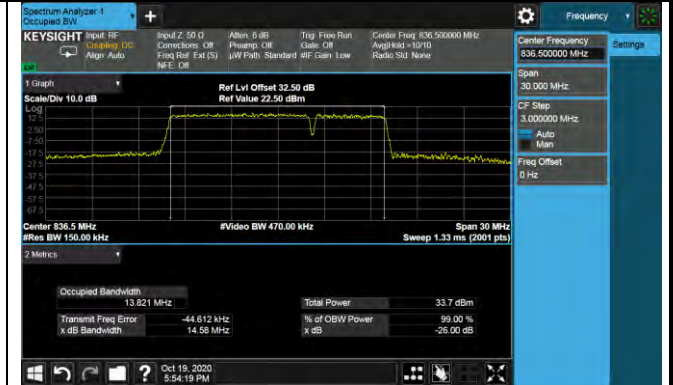 Spectrum Analyzer 1
Occupied BW
Frequency
KEYSIGHT
Input: RF
Coupling: DC
Align: Auto
Input Z: 50 Ω
Corrections: Off
Freq Ref: Ext (S)
NFE: Off
Atten: 6 dB
Preamp: Off
µW Path: Standard
Trig: Free Run
Gate: Off
#IF Gain: Low
Center Freq: 836.500000 MHz
Avg|Hold:>10/10
Radio Std: None
Center Frequency
836.500000 MHz
Settings
Span
30.000 MHz
CF Step
3.000000 MHz
Auto
Man
Freq Offset
0 Hz
1 Graph
Scale/Div 10.0 dB
Ref Lvl Offset 32.50 dB
Ref Value 22.50 dBm
Log
12.5
2.50
-7.50
-17.5
-27.5
-37.5
-47.5
-57.5
-67.5
Center 836.5 MHz
#Video BW 470.00 kHz
Span 30 MHz
#Res BW 150.00 kHz
Sweep 1.33 ms (2001 pts)
2 Metrics
Occupied Bandwidth
13.821 MHz
Total Power 33.7 dBm
Transmit Freq Error -44.612 kHz
% of OBW Power 99.00 %
x dB Bandwidth 14.58 MHz
x dB -26.00 dB
Oct 19, 2020
5:54:19 PM